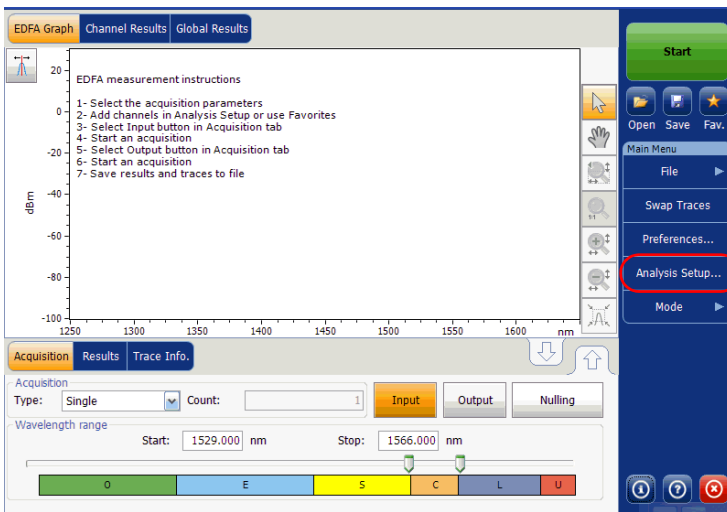 EDFA Graph Channel Results Global Results
EDFA measurement instructions
1- Select the acquisition parameters
2- Add channels in Analysis Setup or use Favorites
3- Select Input button in Acquisition tab
4- Start an acquisition
5- Select Output button in Acquisition tab
6- Start an acquisition
7- Save results and traces to file
20
0
-20
-40
-60
-80
-100
dBm
1250 1300 1350 1400 1450 1500 1550 1600 nm
1:1
Start
Open Save Fav.
Main Menu
File
Swap Traces
Preferences...
Analysis Setup...
Mode
Acquisition Results Trace Info.
Acquisition
Type: Single Count: 1 Input Output Nulling
Wavelength range
Start: 1529.000 nm Stop: 1566.000 nm
O E S C L U